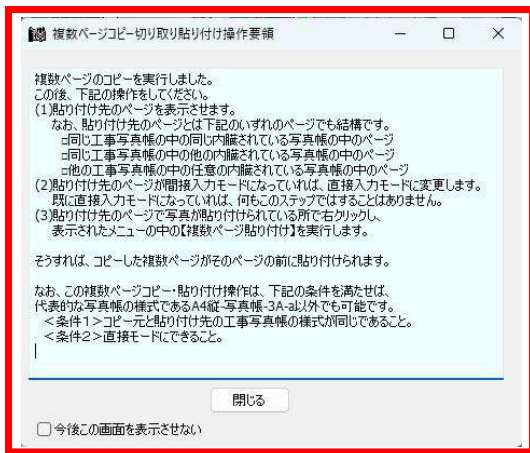 複数ページコピー切り取り貼り付け操作要領
複数ページのコピーを実行しました。
この後、下記の操作をしてください。
(1)貼り付け先のページを表示させます。
なお、貼り付け先のページとは下記のいずれのページでも結構です。
□同じ工事写真帳の中の同じ内臓されている写真帳の中のページ
□同じ工事写真帳の中の他の内臓されている写真帳の中のページ
□他の工事写真帳の中の任意の内臓されている写真帳の中のページ
(2)貼り付け先のページが間接入力モードになっていれば、直接入力モードに変更します。
既に直接入力モードになっていれば、何もこのステップではすることはありません。
(3)貼り付け先のページで写真が貼り付けられている所で右クリックし、
表示されたメニューの中の【複数ページ貼り付け】を実行します。
そうすれば、コピーした複数ページがそのページの前に貼り付けられます。
なお、この複数ページコピー・貼り付け操作は、下記の条件を満たせば、
代表的な写真帳の様式であるA4縦-写真帳-3A-a以外でも可能です。
<条件1>コピー元と貼り付け先の工事写真帳の様式が同じであること。
<条件2>直接モードにできること。
閉じる
今後この画面を表示させない